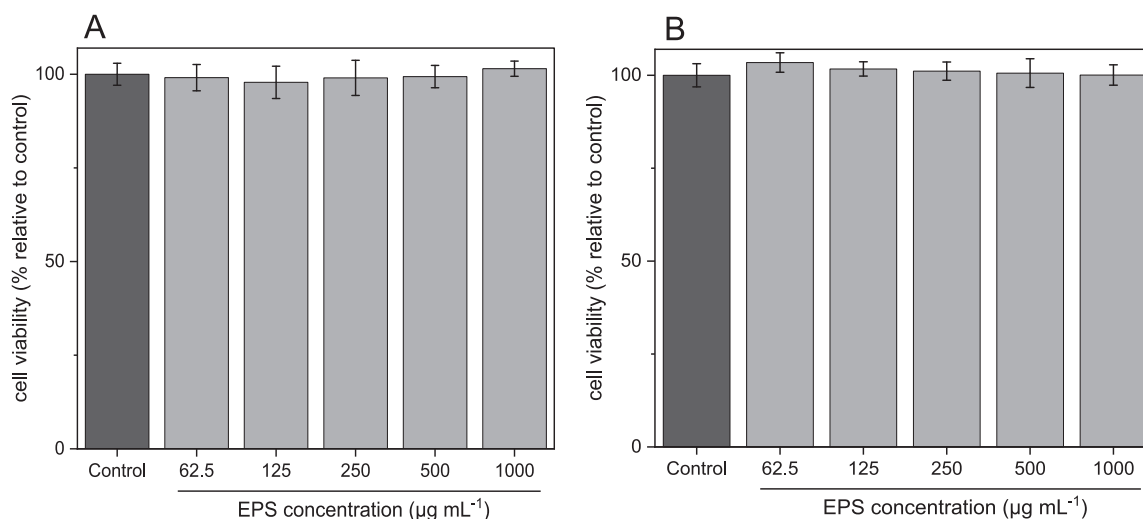 A
cell viability (% relative to control)
100
50
0
Control 62.5 125 250 500 1000
EPS concentration (µg mL⁻¹)
B
cell viability (% relative to control)
100
50
0
Control 62.5 125 250 500 1000
EPS concentration (µg mL⁻¹)